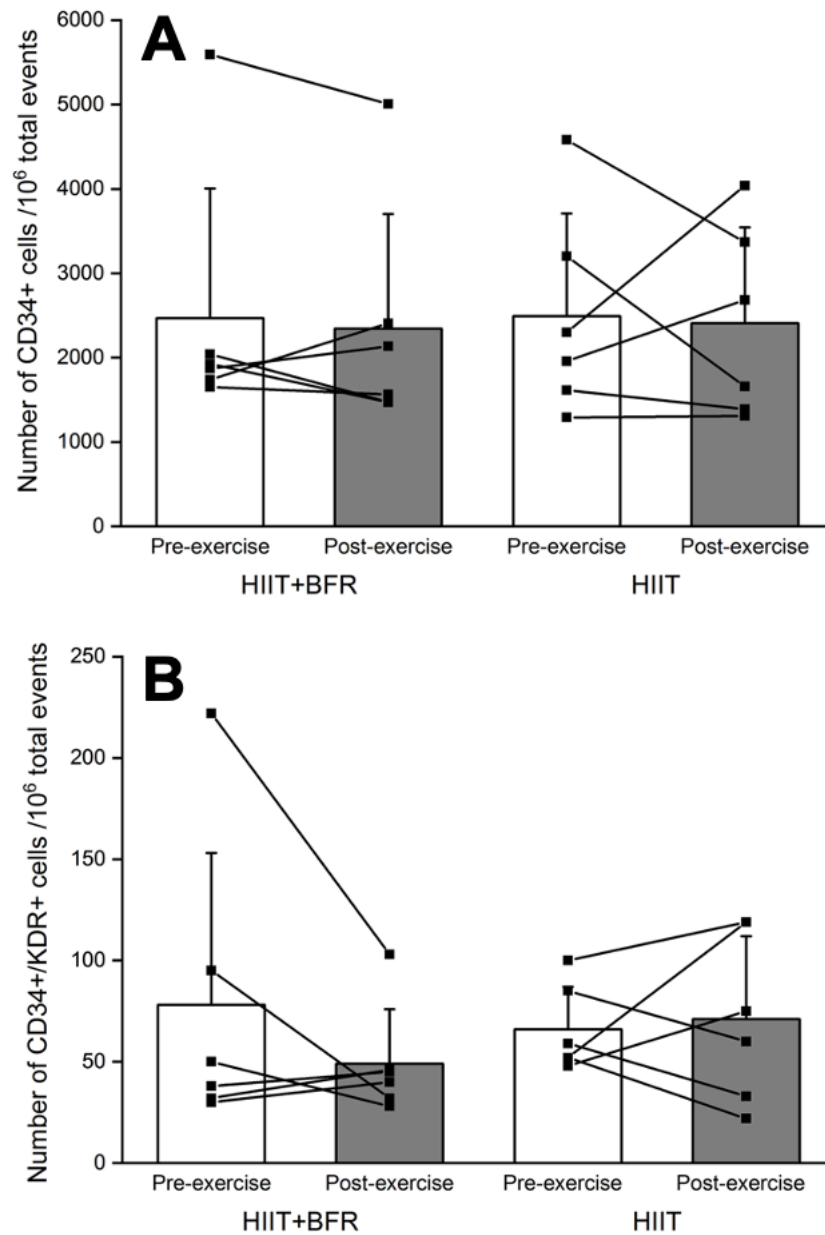 A
Number of CD34+ cells /10⁶ total events
6000
5000
4000
3000
2000
1000
0
Pre-exercise Post-exercise Pre-exercise Post-exercise
HIIT+BFR HIIT
B
Number of CD34+/KDR+ cells /10⁶ total events
250
200
150
100
50
0
Pre-exercise Post-exercise Pre-exercise Post-exercise
HIIT+BFR HIIT